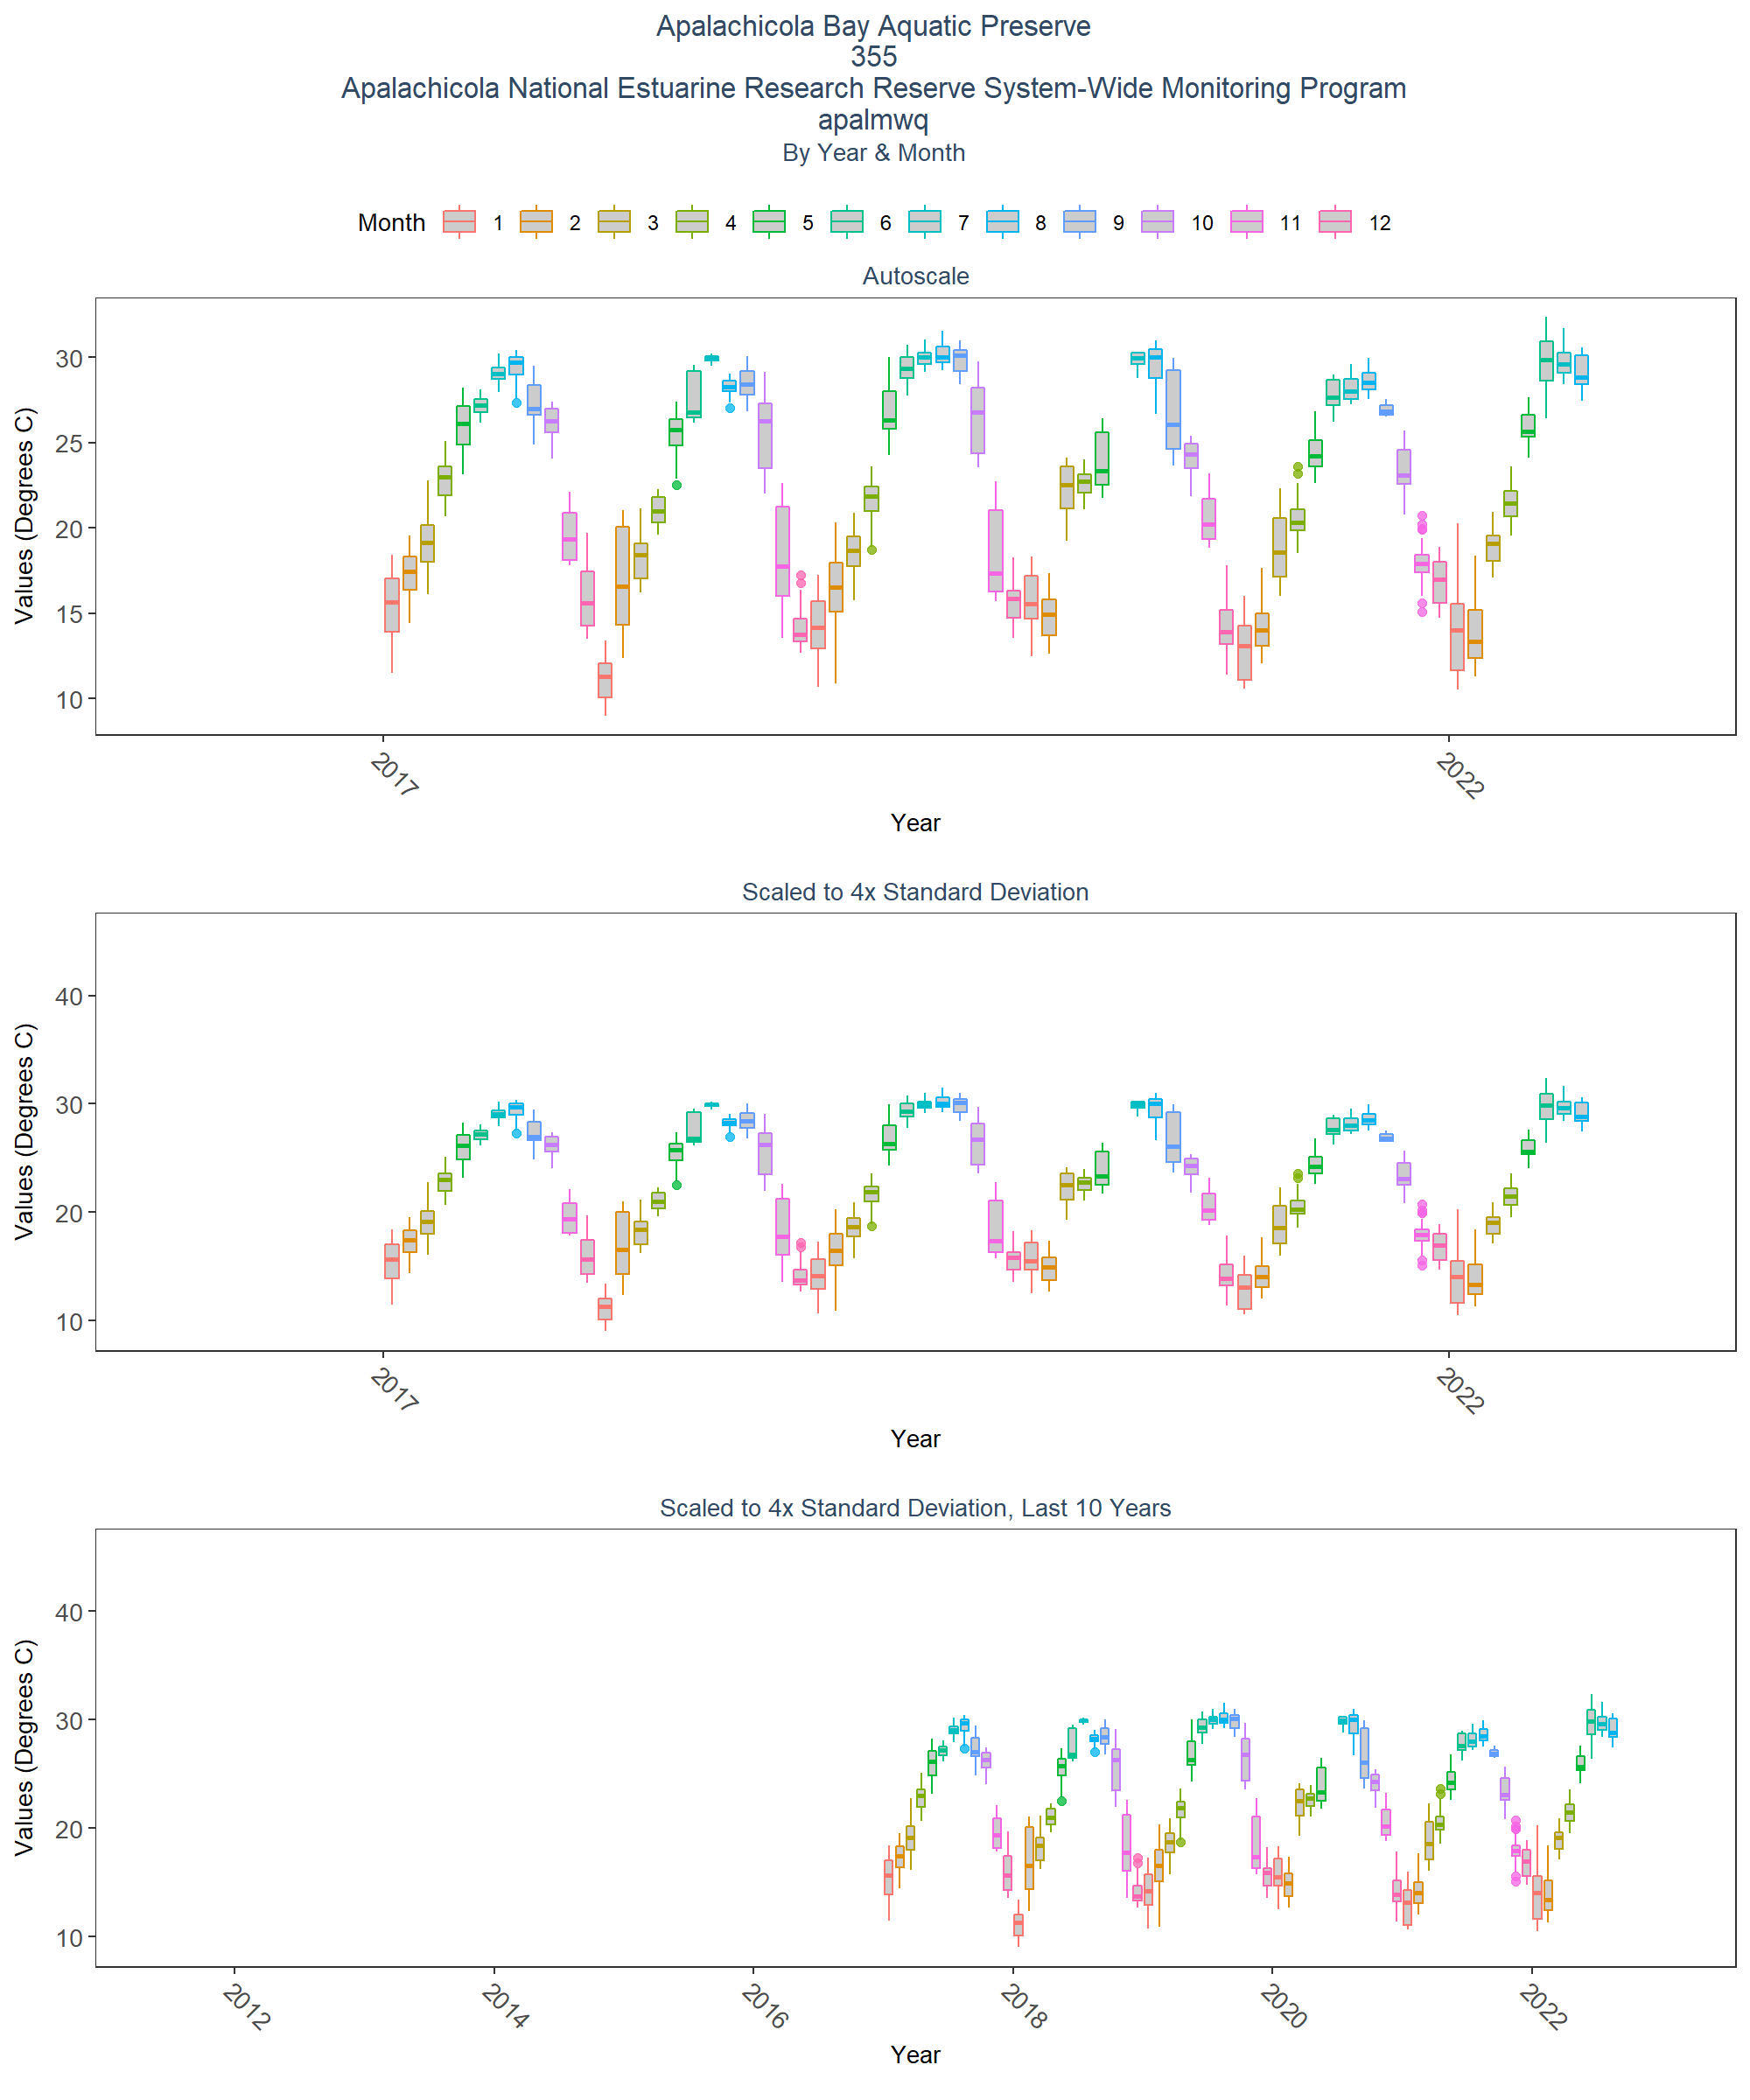 Apalachicola Bay Aquatic Preserve
355
Apalachicola National Estuarine Research Reserve System-Wide Monitoring Program
apalmwq
By Year & Month
Month 1 2 3 4 5 6 7 8 9 10 11 12
Autoscale
Values (Degrees C)
30
25
20
15
10
2017 2022
Year
Scaled to 4x Standard Deviation
Values (Degrees C)
40
30
20
10
2017 2022
Year
Scaled to 4x Standard Deviation, Last 10 Years
Values (Degrees C)
40
30
20
10
2012 2014 2016 2018 2020 2022
Year